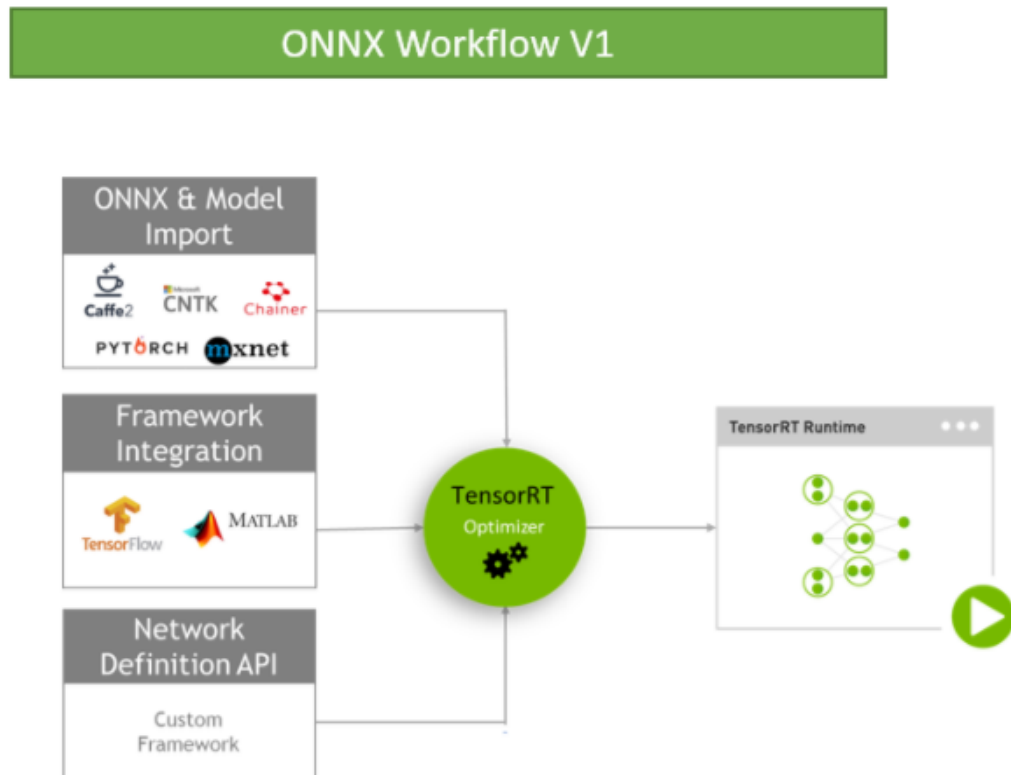 ONNX Workflow V1
ONNX & Model
Import
Caffe2
Microsoft
CNTK
Chainer
PYTORCH
mxnet
Framework
Integration
TensorFlow
MATLAB
Network
Definition API
Custom
Framework
TensorRT
Optimizer
TensorRT Runtime